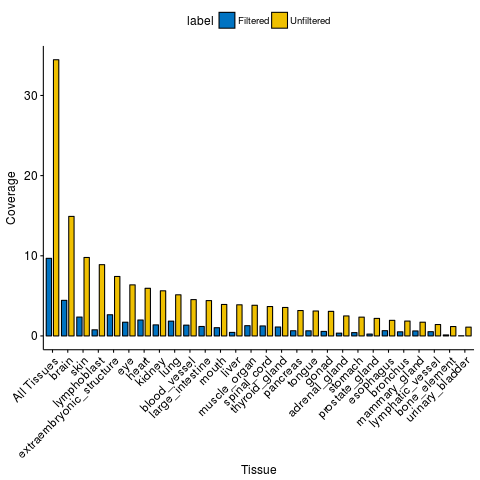 label Filtered Unfiltered
30
20
10
0
Coverage
All Tissues
brain
skin
lymphoblast
extraembryonic_structure
eye
heart
kidney
lung
blood_vessel
large_intestine
mouth
liver
muscle_organ
spinal_cord
thyroid_gland
pancreas
tongue
gonad
adrenal_gland
stomach
prostate_gland
esophagus
bronchus
mammary_gland
lymphatic_vessel
bone_element
urinary_bladder
Tissue